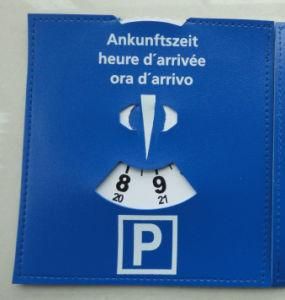 Ankunftszeit
heure d´arrivée
ora d´arrivo
8 9
20 21
P